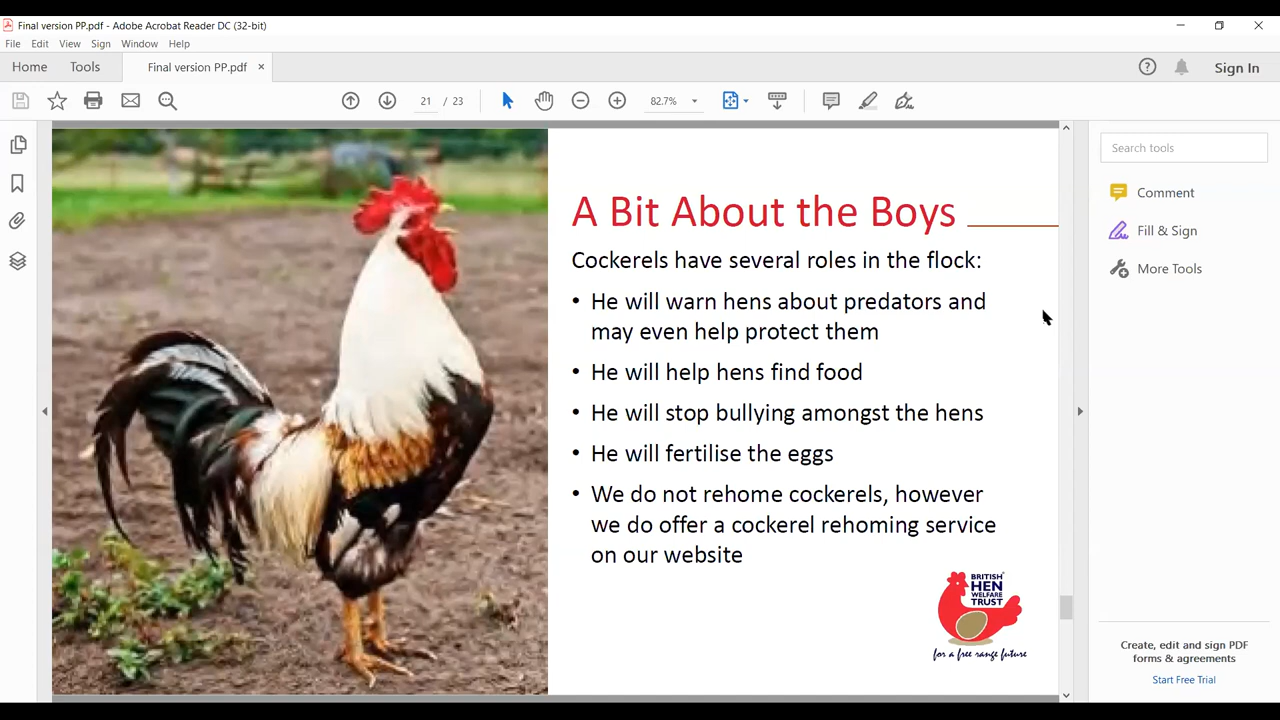 Final version PP.pdf - Adobe Acrobat Reader DC (32-bit)
File Edit View Sign Window Help
Home Tools Final version PP.pdf × Sign In
21 / 23 82.7%
Search tools
Comment
Fill & Sign
More Tools
A Bit About the Boys
Cockerels have several roles in the flock:
• He will warn hens about predators and
may even help protect them
• He will help hens find food
• He will stop bullying amongst the hens
• He will fertilise the eggs
• We do not rehome cockerels, however
we do offer a cockerel rehoming service
on our website
BRITISH
HEN
WELFARE
TRUST
for a free range future
Create, edit and sign PDF
forms & agreements
Start Free Trial